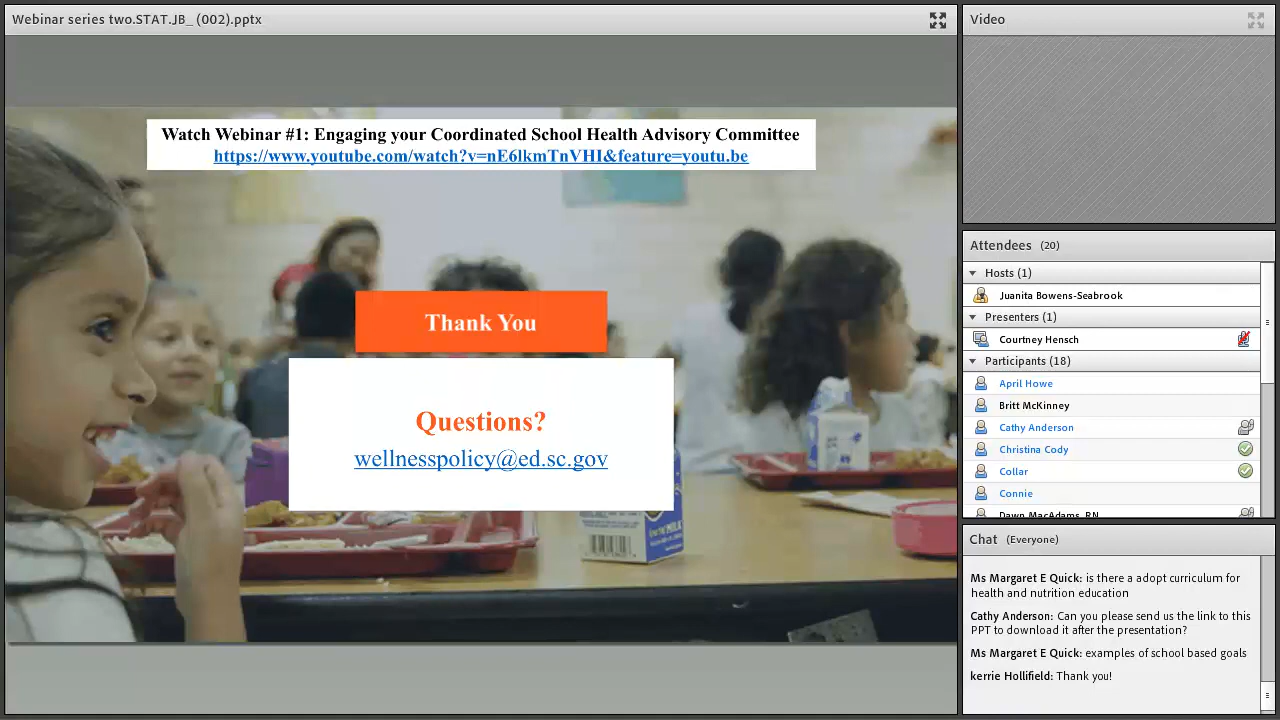 Webinar series two.STAT.JB_ (002).pptx
Watch Webinar #1: Engaging your Coordinated School Health Advisory Committee
https://www.youtube.com/watch?v=nE6lkmTnVHI&feature=youtu.be
Thank You
Questions?
wellnesspolicy@ed.sc.gov
MILK
Video
Attendees (20)
Hosts (1)
Juanita Bowens-Seabrook
Presenters (1)
Courtney Hensch
Participants (18)
April Howe
Britt McKinney
Cathy Anderson
Christina Cody
Collar
Connie
Dawn MacAdams, RN
Chat (Everyone)
Ms Margaret E Quick: is there a adopt curriculum for
health and nutrition education
Cathy Anderson: Can you please send us the link to this
PPT to download it after the presentation?
Ms Margaret E Quick: examples of school based goals
kerrie Hollifield: Thank you!